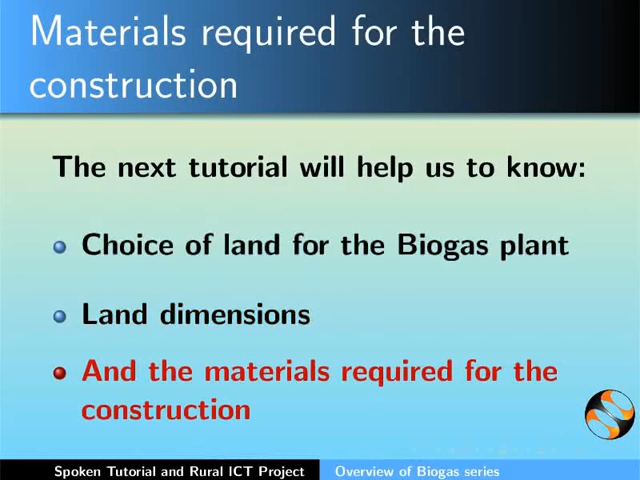 Materials required for the
construction
The next tutorial will help us to know:
Choice of land for the Biogas plant
Land dimensions
And the materials required for the
construction
Spoken Tutorial and Rural ICT Project
Overview of Biogas series